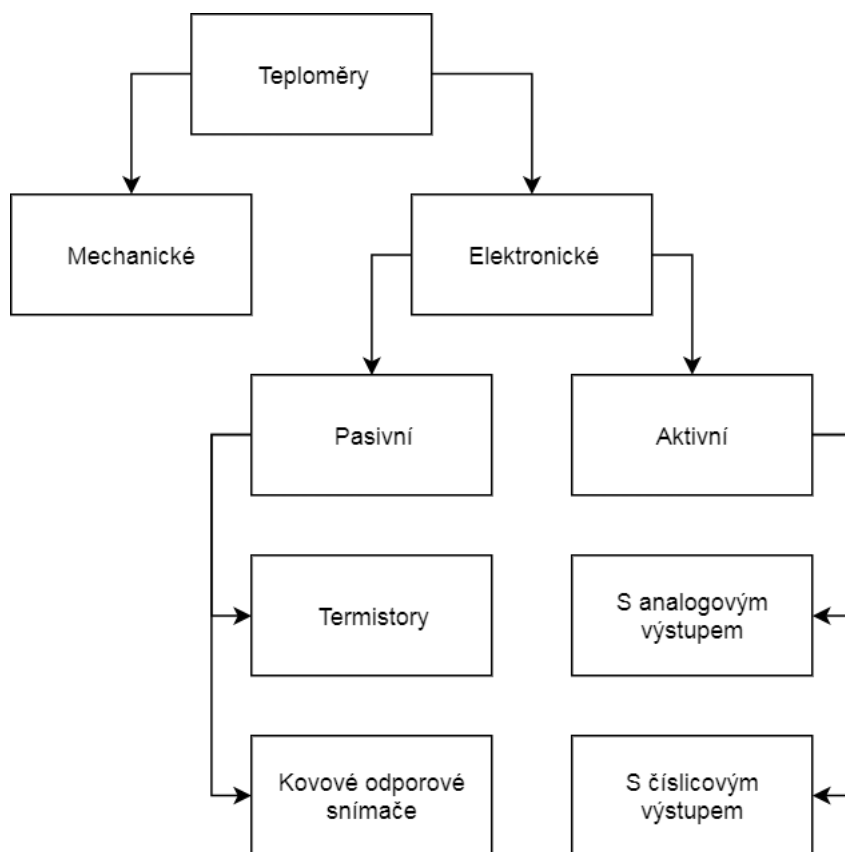 Teploměry
Mechanické
Elektronické
Pasivní
Aktivní
Termistory
S analogovým
výstupem
Kovové odporové
snímače
S číslicovým
výstupem